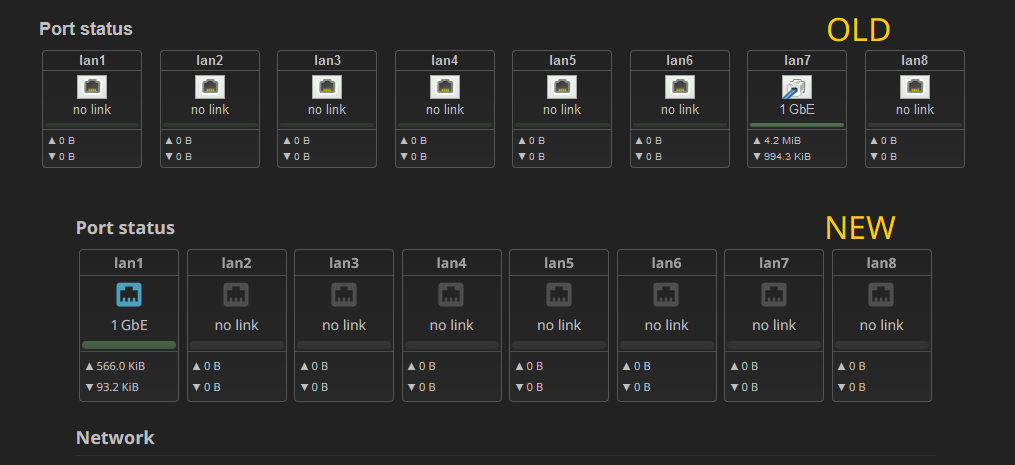 Port status
OLD
lan1 lan2 lan3 lan4 lan5 lan6 lan7 lan8
no link no link no link no link no link no link 1 GbE no link
▲ 0 B ▲ 0 B ▲ 0 B ▲ 0 B ▲ 0 B ▲ 0 B ▲ 4.2 MiB ▲ 0 B
▼ 0 B ▼ 0 B ▼ 0 B ▼ 0 B ▼ 0 B ▼ 0 B ▼ 994.3 KiB ▼ 0 B
Port status
NEW
lan1 lan2 lan3 lan4 lan5 lan6 lan7 lan8
1 GbE no link no link no link no link no link no link no link
▲ 566.0 KiB ▲ 0 B ▲ 0 B ▲ 0 B ▲ 0 B ▲ 0 B ▲ 0 B ▲ 0 B
▼ 93.2 KiB ▼ 0 B ▼ 0 B ▼ 0 B ▼ 0 B ▼ 0 B ▼ 0 B ▼ 0 B
Network